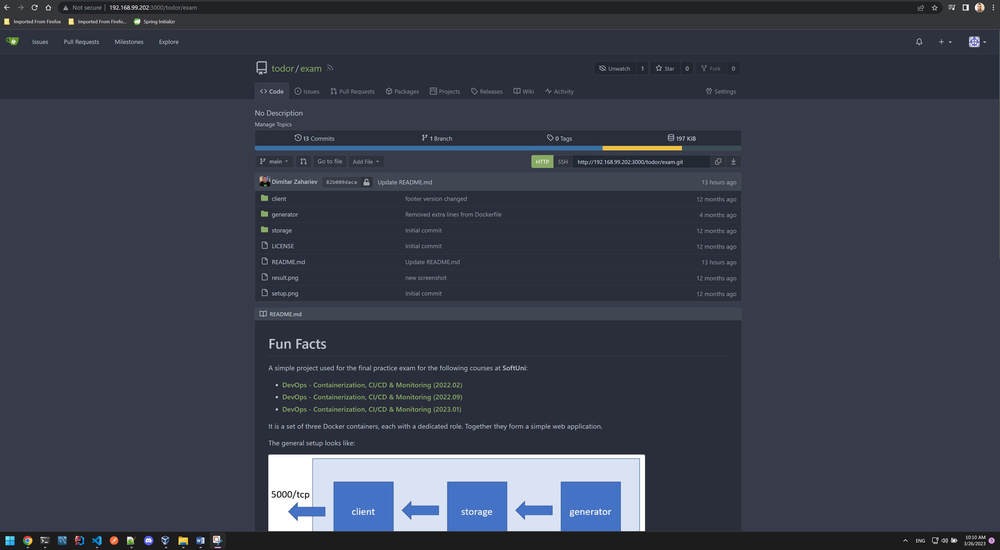 Not secure 192.168.99.202:3000/todor/exam
Imported From Firefox Imported From Firefo... Spring Initializr
Issues Pull Requests Milestones Explore
todor/exam Unwatch 1 Star 0 Fork 0
Code Issues Pull Requests Packages Projects Releases Wiki Activity Settings
No Description
Manage Topics
13 Commits 1 Branch 0 Tags 197 KiB
main Go to file Add File HTTP SSH http://192.168.99.202:3000/todor/exam.git
Dimitar Zahariev 82b009daca Update README.md 13 hours ago
client footer version changed 12 months ago
generator Removed extra lines from Dockerfile 4 months ago
storage Initial commit 12 months ago
LICENSE Initial commit 12 months ago
README.md Update README.md 13 hours ago
result.png new screenshot 12 months ago
setup.png Initial commit 12 months ago
README.md
Fun Facts
A simple project used for the final practice exam for the following courses at SoftUni:
• DevOps - Containerization, CI/CD & Monitoring (2022.02)
• DevOps - Containerization, CI/CD & Monitoring (2022.09)
• DevOps - Containerization, CI/CD & Monitoring (2023.01)
It is a set of three Docker containers, each with a dedicated role. Together they form a simple web application.
The general setup looks like:
5000/tcp
client storage generator
ENG 10:10 AM 5
3/26/2023